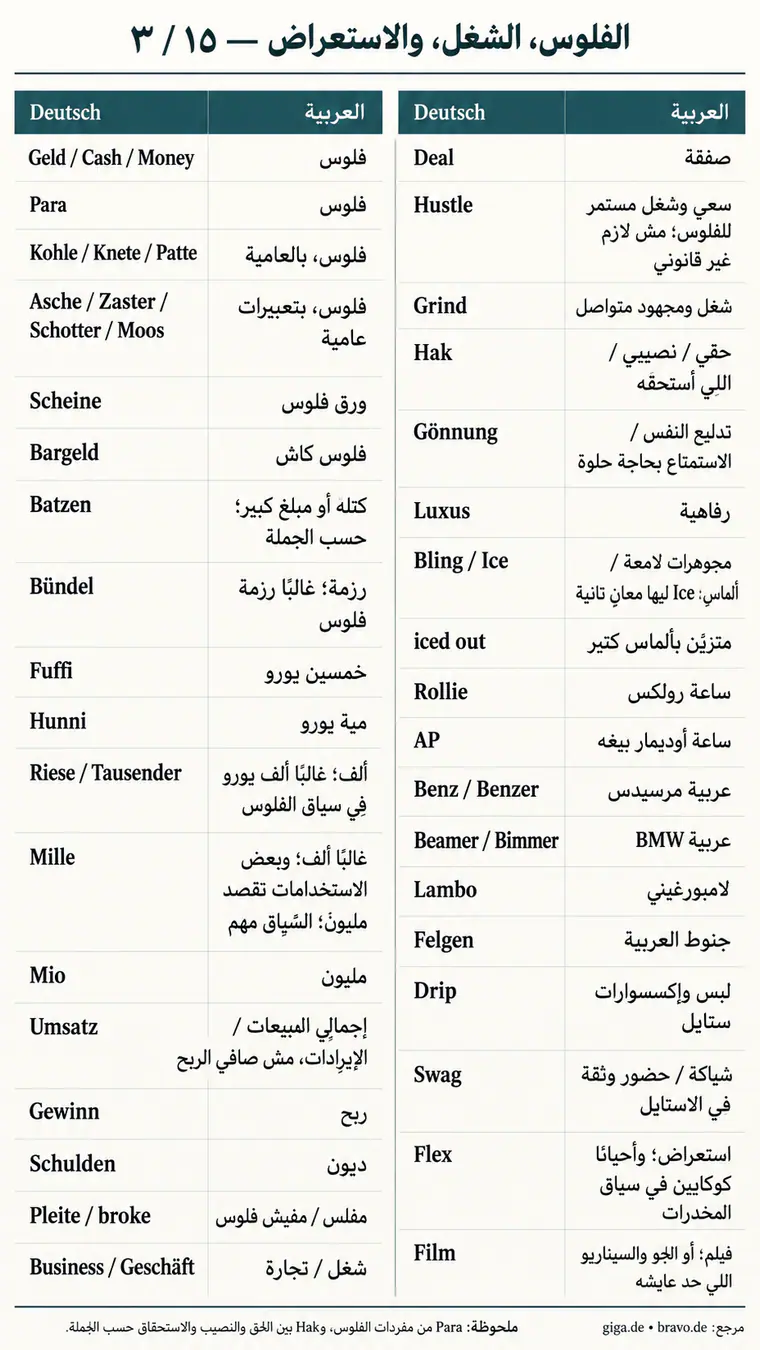 الفلوس، الشغل، والاستعراض — ١٥ / ٣
Deutsch العربية
Geld / Cash / Money فلوس
Para فلوس
Kohle / Knete / Patte فلوس، بالعامية
Asche / Zaster / فلوس، بتعبيرات
Schotter / Moos عامية
Scheine ورق فلوس
Bargeld فلوس كاش
Batzen كتلة أو مبلغ كبير؛
حسب الجملة
Bündel رزمة؛ غالبًا رزمة
فلوس
Fuffi خمسين يورو
Hunni مية يورو
Riese / Tausender ألف؛ غالبًا ألف يورو
في سياق الفلوس
Mille غالبًا ألف؛ وبعض
الاستخدامات تقصد
مليون؛ السِّياق مهم
Mio مليون
Umsatz إجمالي المبيعات /
الإيرادات، مش صافي الربح
Gewinn ربح
Schulden ديون
Pleite / broke مفلس / مفيش فلوس
Business / Geschäft شغل / تجارة
Deutsch العربية
Deal صفقة
Hustle سعي وشغل مستمر
للفلوس؛ مش لازم
غير قانوني
Grind شغل ومجهود متواصل
Hak حقي / نصيبي /
اللي أستحقه
Gönnung تدليع النفس /
الاستمتاع بحاجة حلوة
Luxus رفاهية
Bling / Ice مجوهرات لامعة /
ألماس؛ Ice ليها معانٍ تانية
iced out متزيَّن بألماس كتير
Rollie ساعة رولكس
AP ساعة أوديمار بيغه
Benz / Benzer عربية مرسيدس
Beamer / Bimmer عربية BMW
Lambo لامبورغيني
Felgen جنوط العربية
Drip لبس وإكسسوارات
ستايل
Swag شياكة / حضور وثقة
في الاستايل
Flex استعراض؛ وأحيانًا
كوكايين في سياق
المخدرات
Film فيلم؛ أو الجو والسيناريو
اللي حد عايشه
مرجع: giga.de • bravo.de
ملحوظة: Para من مفردات الفلوس، وHak بين الحق والنصيب والاستحقاق حسب الجملة.